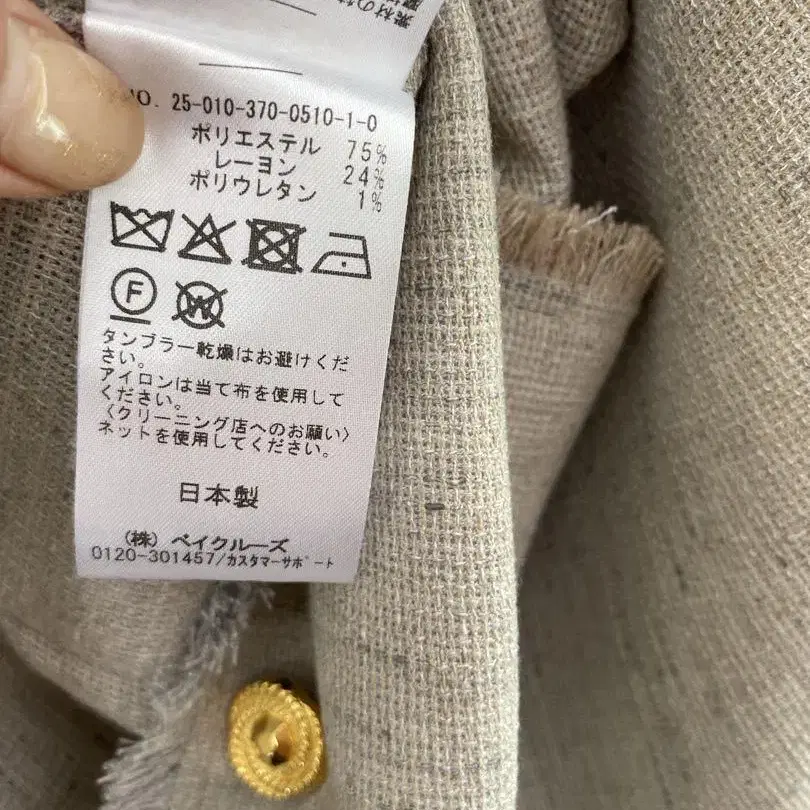 素材の特
NO. 25-010-370-0510-1-0
ポリエステル 75%
レーヨン 24%
ポリウレタン 1%
F
W
タンブラー乾燥はお避けくだ
さい。
アイロンは当て布を使用して
ください。
〈クリーニング店へのお願い〉
ネットを使用してください。
日本製
(株) ベイクルーズ
0120-301457/カスタマーサポート